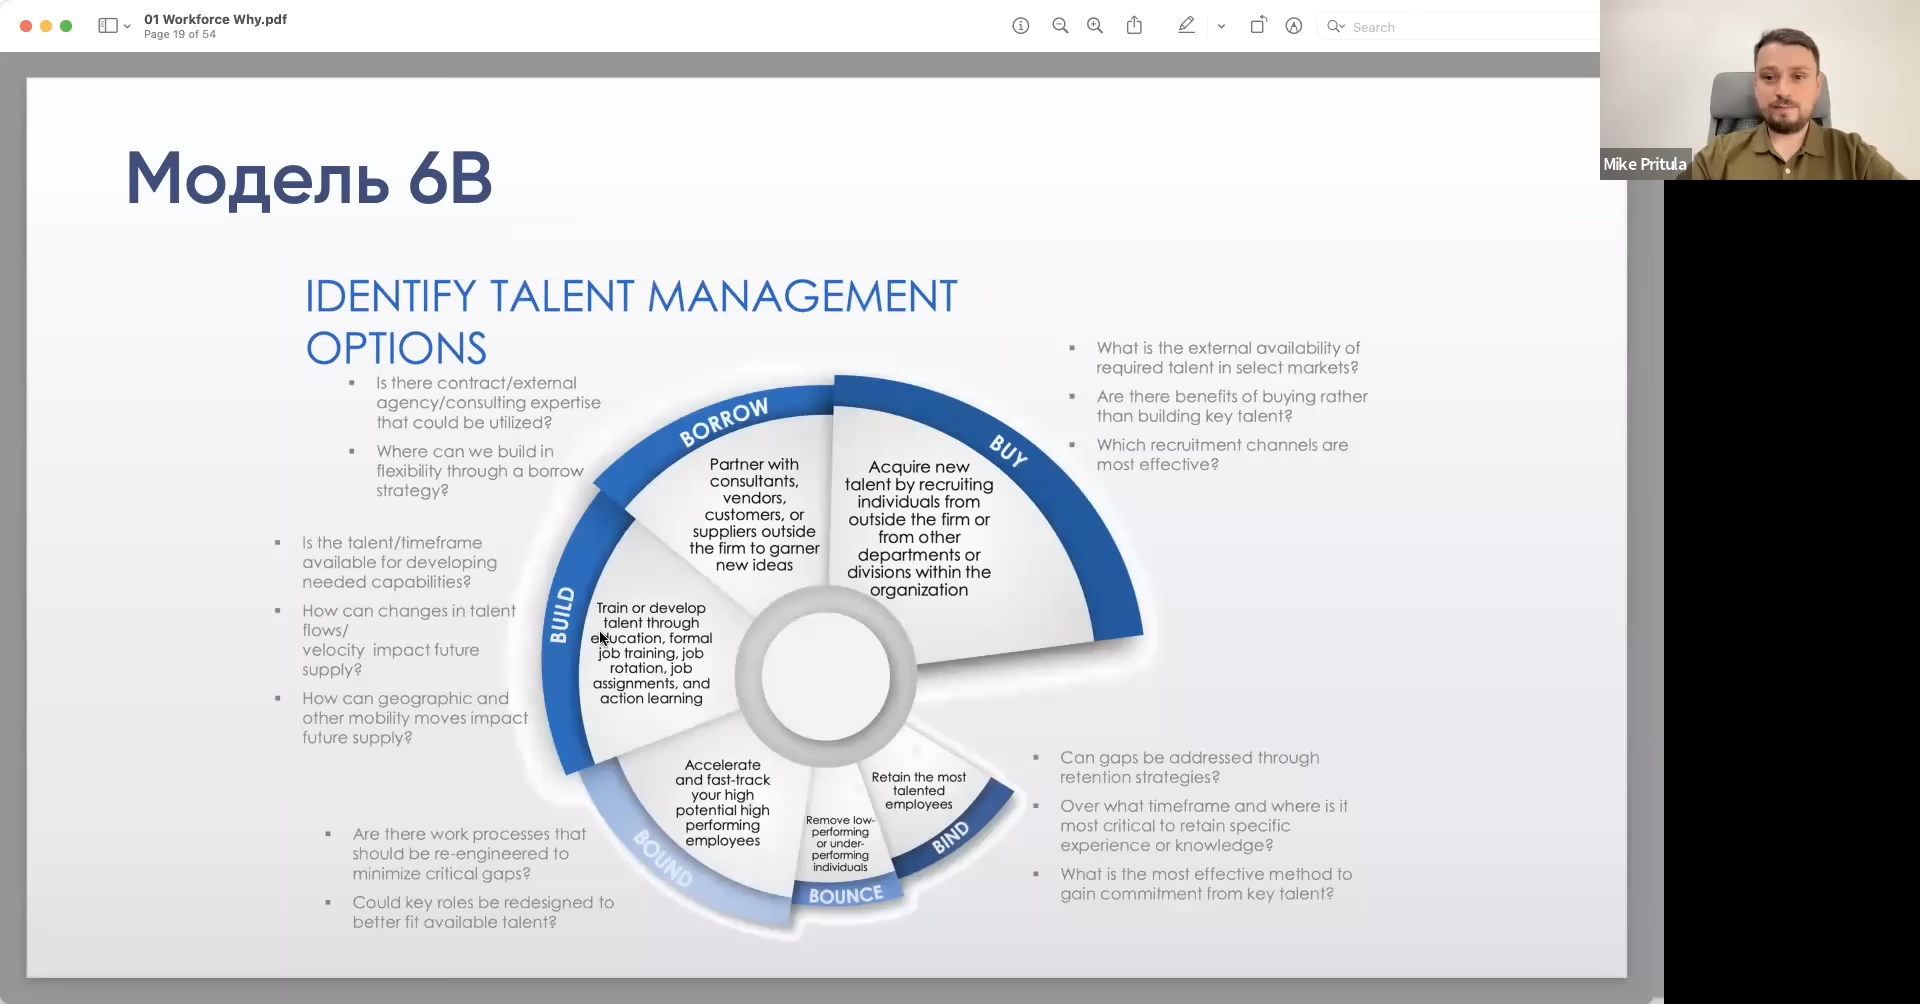 01 Workforce Why.pdf
Page 19 of 54
Search
Mike Pritula
Модель 6B
IDENTIFY TALENT MANAGEMENT
OPTIONS
▪ Is there contract/external
agency/consulting expertise
that could be utilized?
▪ Where can we build in
flexibility through a borrow
strategy?
▪ Is the talent/timeframe
available for developing
needed capabilities?
▪ How can changes in talent
flows/
velocity impact future
supply?
▪ How can geographic and
other mobility moves impact
future supply?
▪ Are there work processes that
should be re-engineered to
minimize critical gaps?
▪ Could key roles be redesigned to
better fit available talent?
BORROW
Partner with
consultants,
vendors,
customers, or
suppliers outside
the firm to garner
new ideas
BUY
Acquire new
talent by recruiting
individuals from
outside the firm or
from other
departments or
divisions within the
organization
BUILD
Train or develop
talent through
education, formal
job training, job
rotation, job
assignments, and
action learning
BOUND
Accelerate
and fast-track
your high
potential high
performing
employees
BOUNCE
Remove low-
performing
or under-
performing
individuals
BIND
Retain the most
talented
employees
▪ What is the external availability of
required talent in select markets?
▪ Are there benefits of buying rather
than building key talent?
▪ Which recruitment channels are
most effective?
▪ Can gaps be addressed through
retention strategies?
▪ Over what timeframe and where is it
most critical to retain specific
experience or knowledge?
▪ What is the most effective method to
gain commitment from key talent?